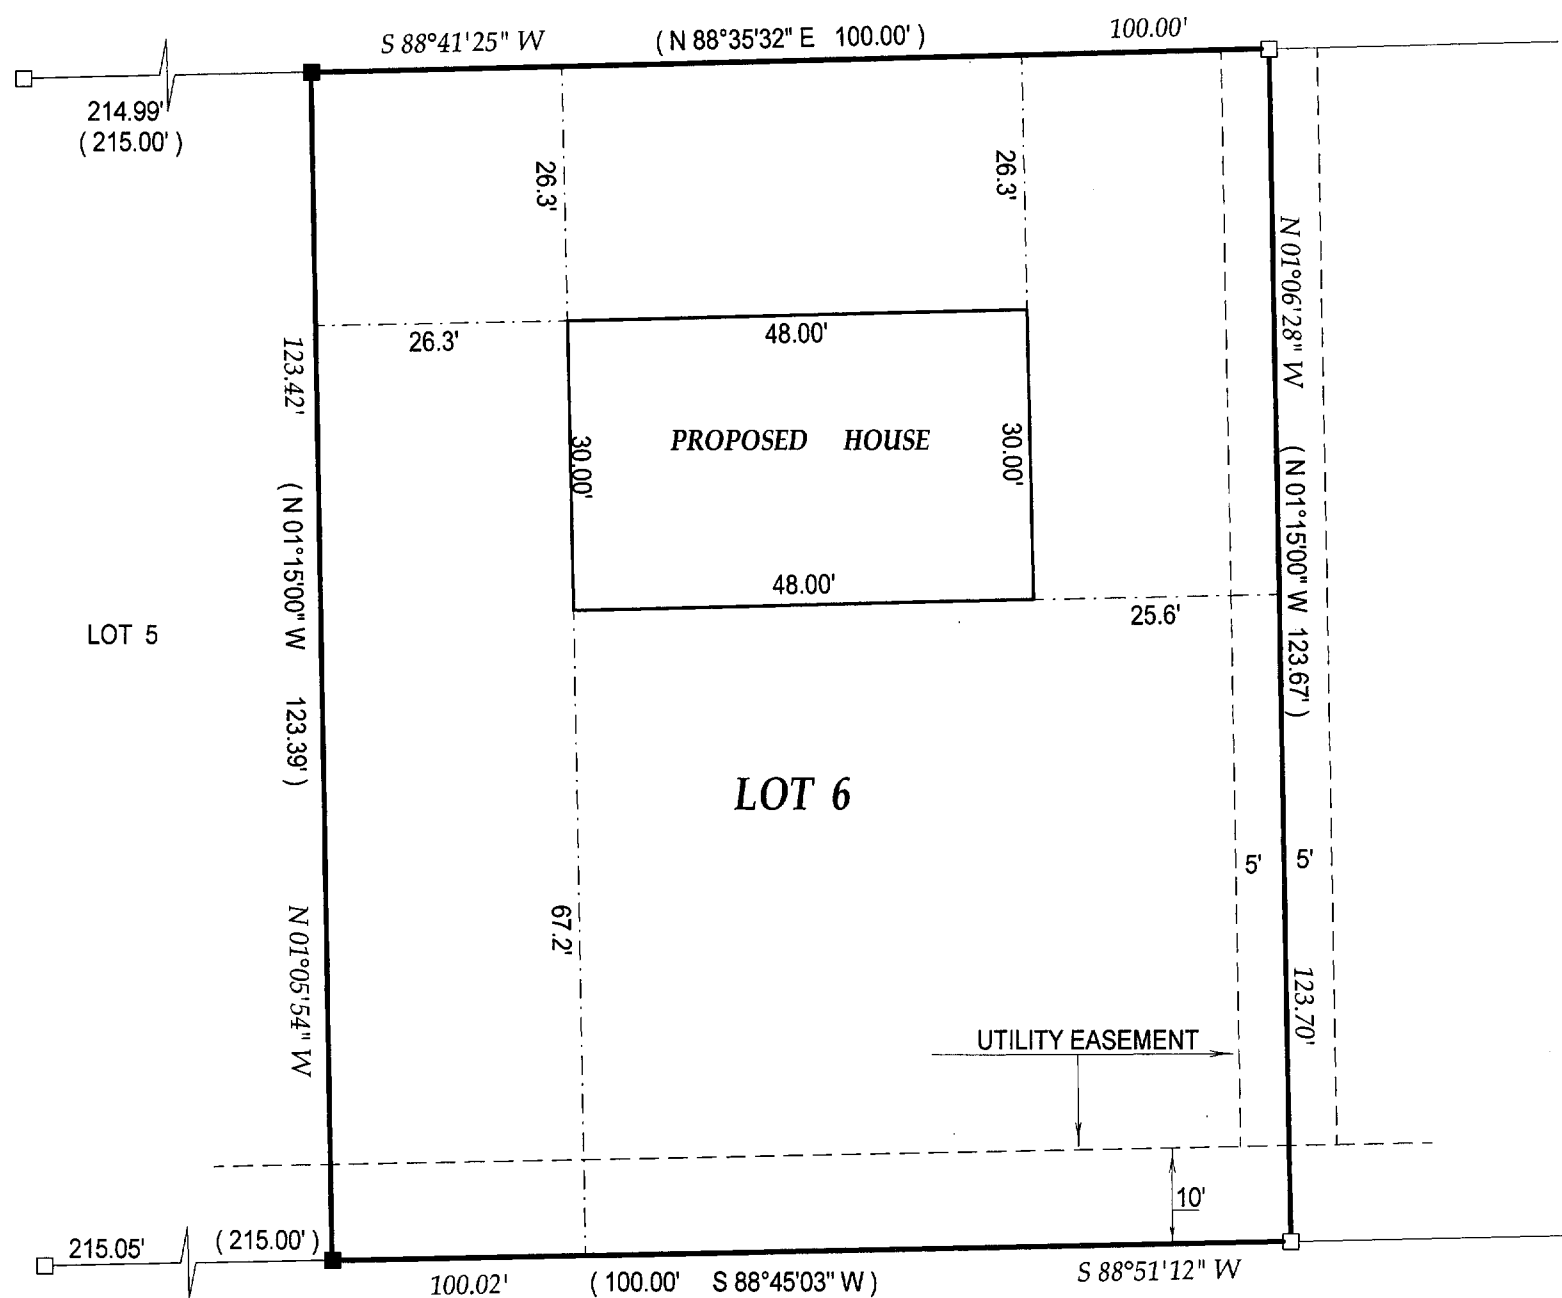 S 88°41'25" W ( N 88°35'32" E 100.00' ) 100.00'
214.99'
( 215.00' )
26.3'
26.3'
N 01°06'28" W
26.3'
48.00'
123.42'
30.00'
PROPOSED HOUSE
30.00'
( N 01°15'00" W 123.67' )
( N 01°15'00" W 123.39' )
48.00'
25.6'
LOT 5
LOT 6
5'
5'
67.2'
N 01°05'54" W
123.70'
UTILITY EASEMENT
10'
215.05'
( 215.00' )
100.02' ( 100.00' S 88°45'03" W ) S 88°51'12" W